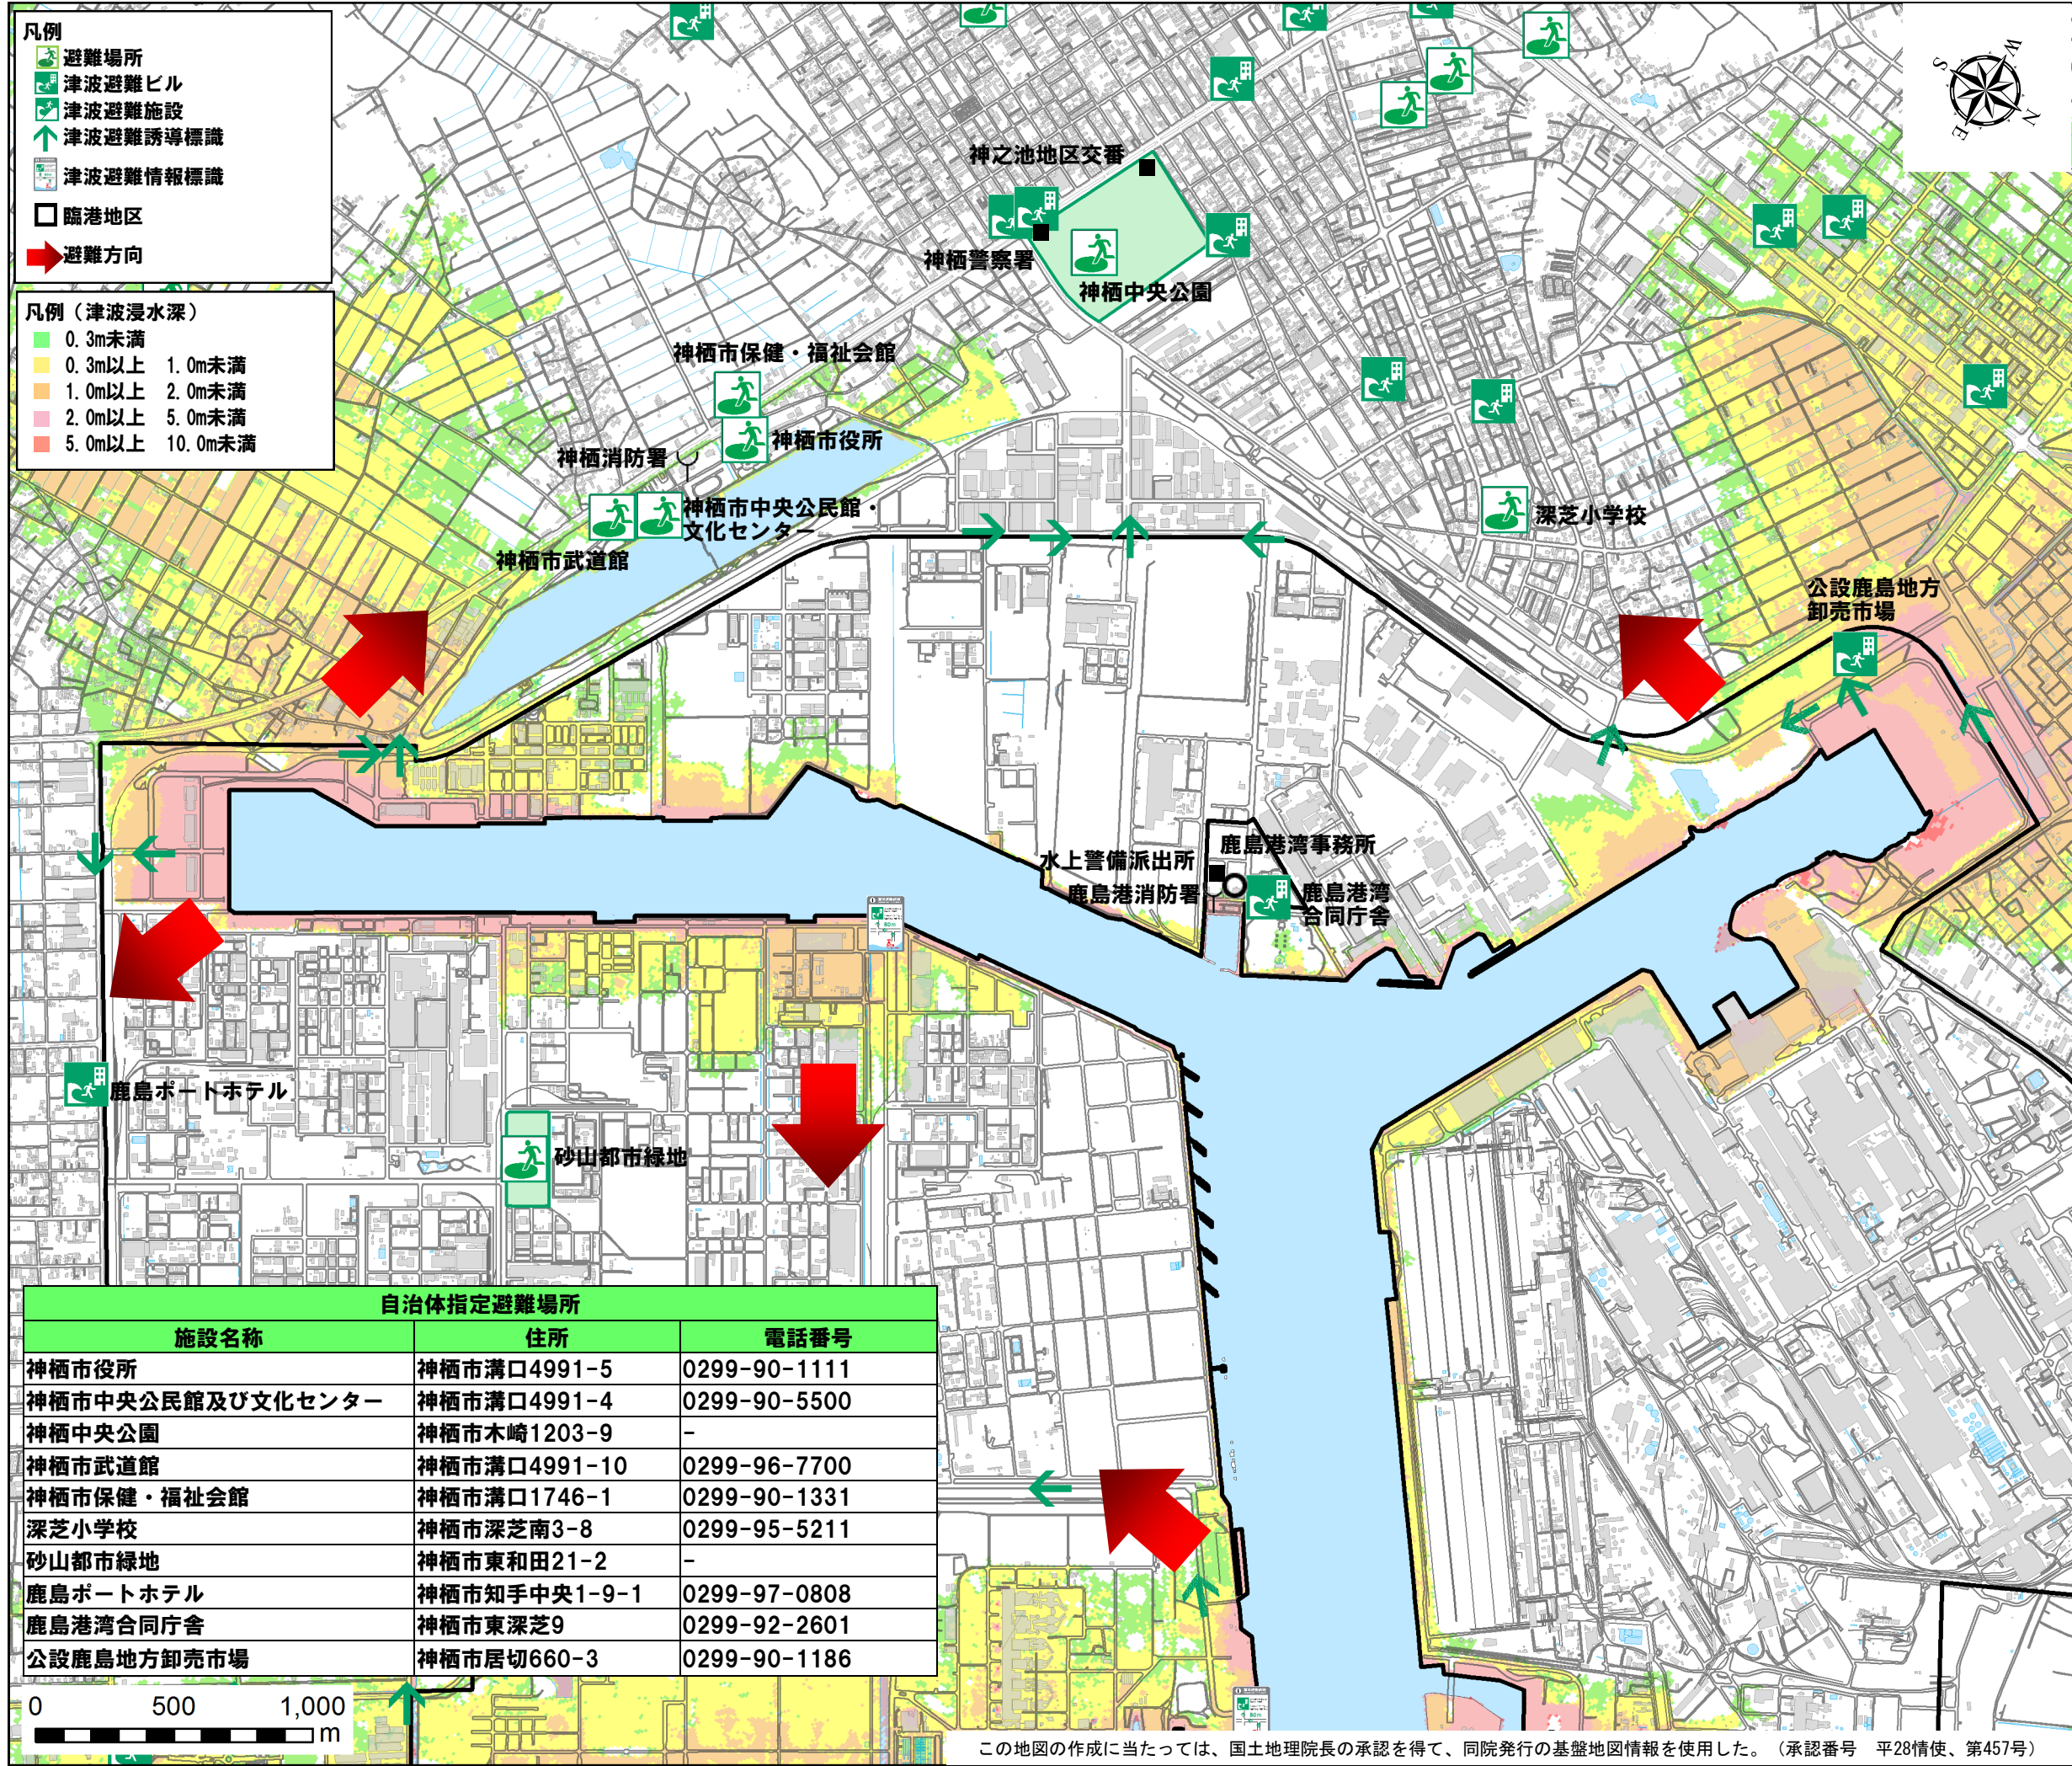 凡例
避難場所
津波避難ビル
津波避難施設
津波避難誘導標識
津波避難情報標識
臨港地区
避難方向
凡例（津波浸水深）
0.3m未満
0.3m以上 1.0m未満
1.0m以上 2.0m未満
2.0m以上 5.0m未満
5.0m以上 10.0m未満
W
S
N
E
神之池地区交番
神栖警察署
神栖中央公園
神栖市保健・福祉会館
神栖市役所
神栖消防署
神栖市中央公民館・
文化センター
神栖市武道館
深芝小学校
公設鹿島地方
卸売市場
鹿島港湾事務所
水上警備派出所
鹿島港消防署
鹿島港湾
合同庁舎
鹿島ポートホテル
砂山都市緑地
自治体指定避難場所
施設名称 住所 電話番号
神栖市役所 神栖市溝口4991-5 0299-90-1111
神栖市中央公民館及び文化センター 神栖市溝口4991-4 0299-90-5500
神栖中央公園 神栖市木崎1203-9 -
神栖市武道館 神栖市溝口4991-10 0299-96-7700
神栖市保健・福祉会館 神栖市溝口1746-1 0299-90-1331
深芝小学校 神栖市深芝南3-8 0299-95-5211
砂山都市緑地 神栖市東和田21-2 -
鹿島ポートホテル 神栖市知手中央1-9-1 0299-97-0808
鹿島港湾合同庁舎 神栖市東深芝9 0299-92-2601
公設鹿島地方卸売市場 神栖市居切660-3 0299-90-1186
0 500 1,000
m
この地図の作成に当たっては、国土地理院長の承認を得て、同院発行の基盤地図情報を使用した。（承認番号 平28情使、第457号）